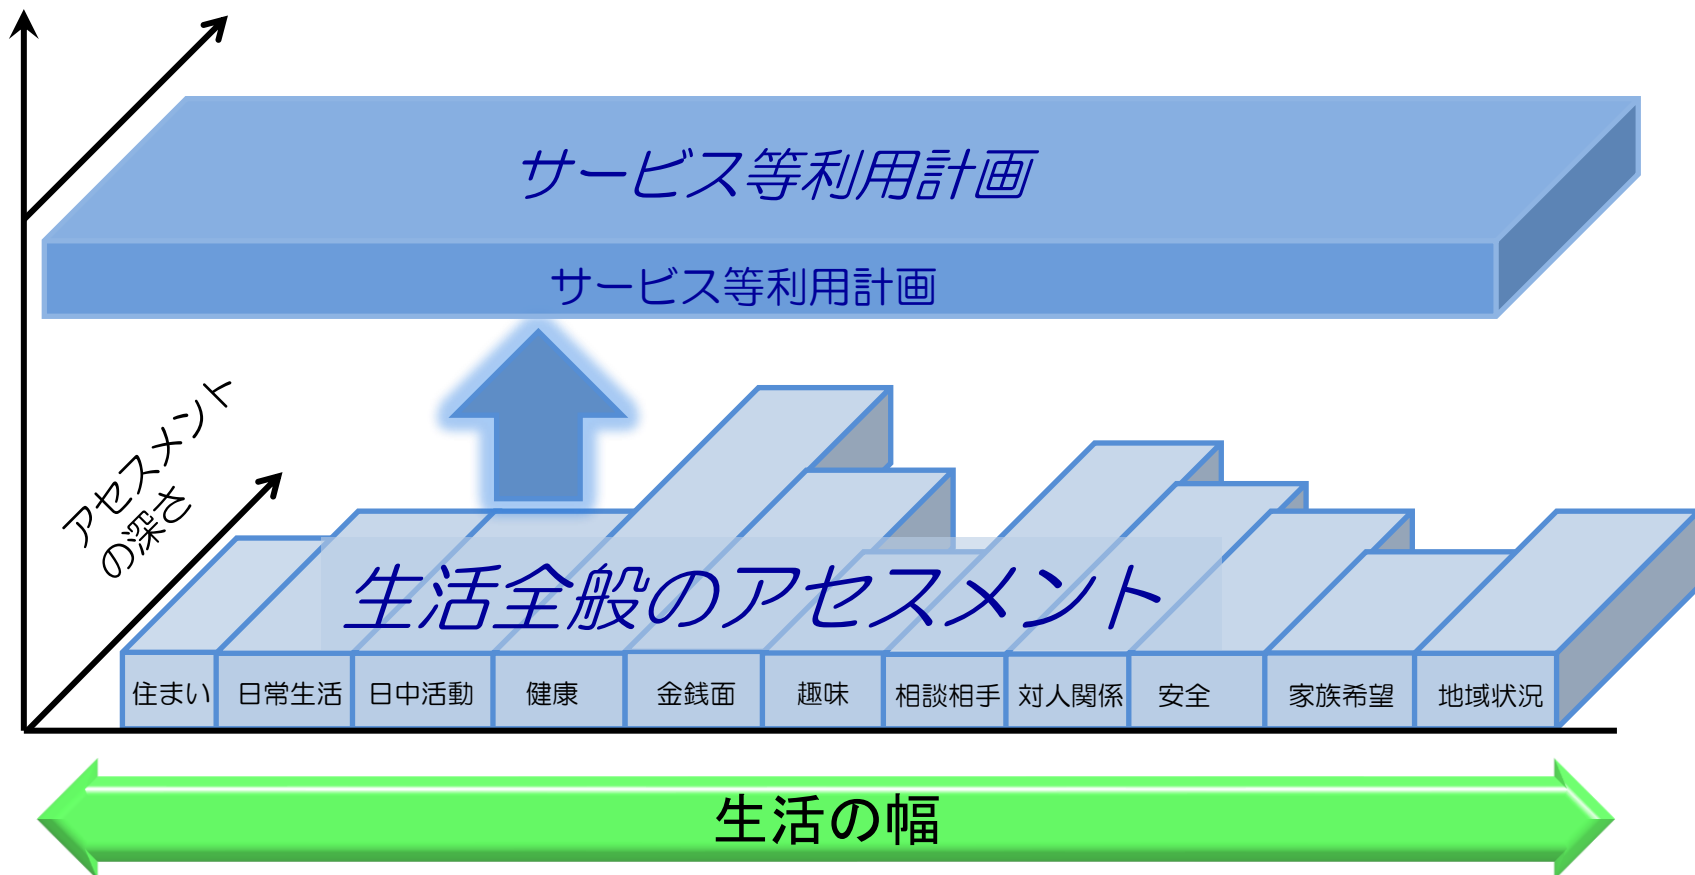 サービス等利用計画
サービス等利用計画
アセスメント
の深さ
生活全般のアセスメント
住まい
日常生活
日中活動
健康
金銭面
趣味
相談相手
対人関係
安全
家族希望
地域状況
生活の幅